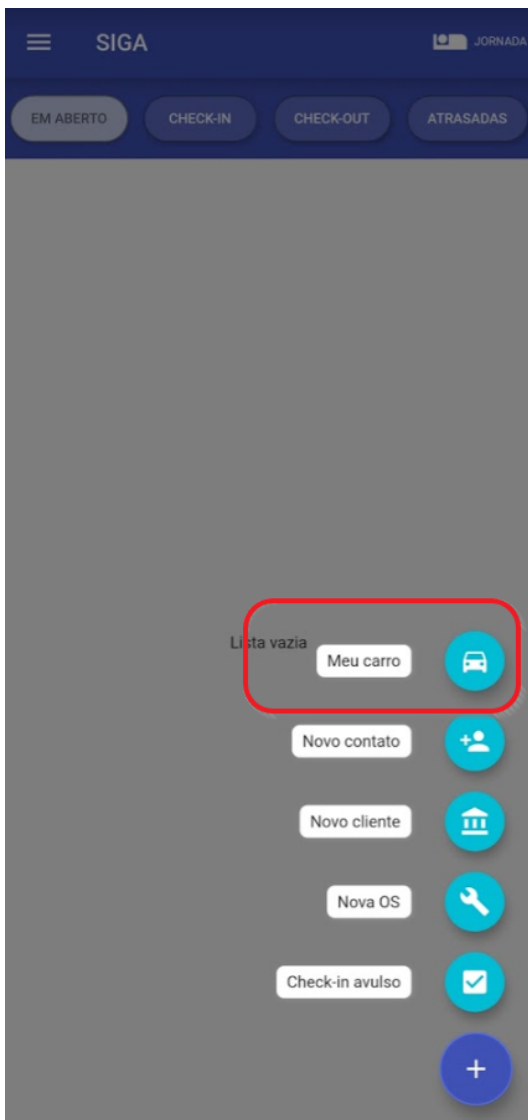 SIGA
JORNADA
EM ABERTO
CHECK-IN
CHECK-OUT
ATRASADAS
Lista vazia
Meu carro
Novo contato
Novo cliente
Nova OS
Check-in avulso